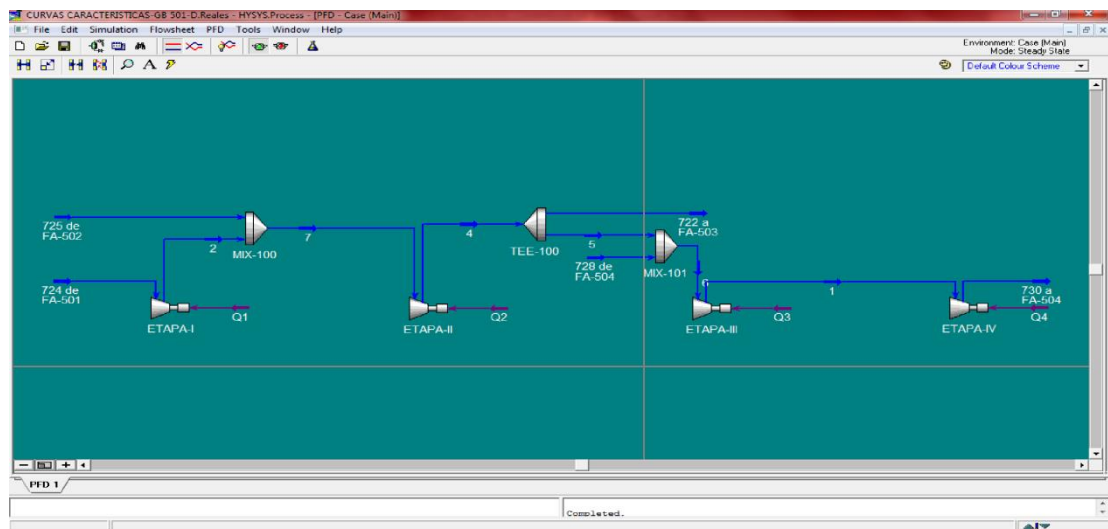 CURVAS CARACTERISTICAS-GB 501-D.Reales - HYSYS.Process - [PFD - Case (Main)]
File Edit Simulation Flowsheet PFD Tools Window Help
Environment: Case (Main)
Mode: Steady State
A
Default Colour Scheme
725 de
FA-502
2
MIX-100
7
4
TEE-100
5
722 a
FA-503
728 de
FA-504
MIX-101
6
724 de
FA-501
ETAPA-I
Q1
ETAPA-II
Q2
ETAPA-III
Q3
1
ETAPA-IV
730 a
FA-504
Q4
PFD 1
Completed.